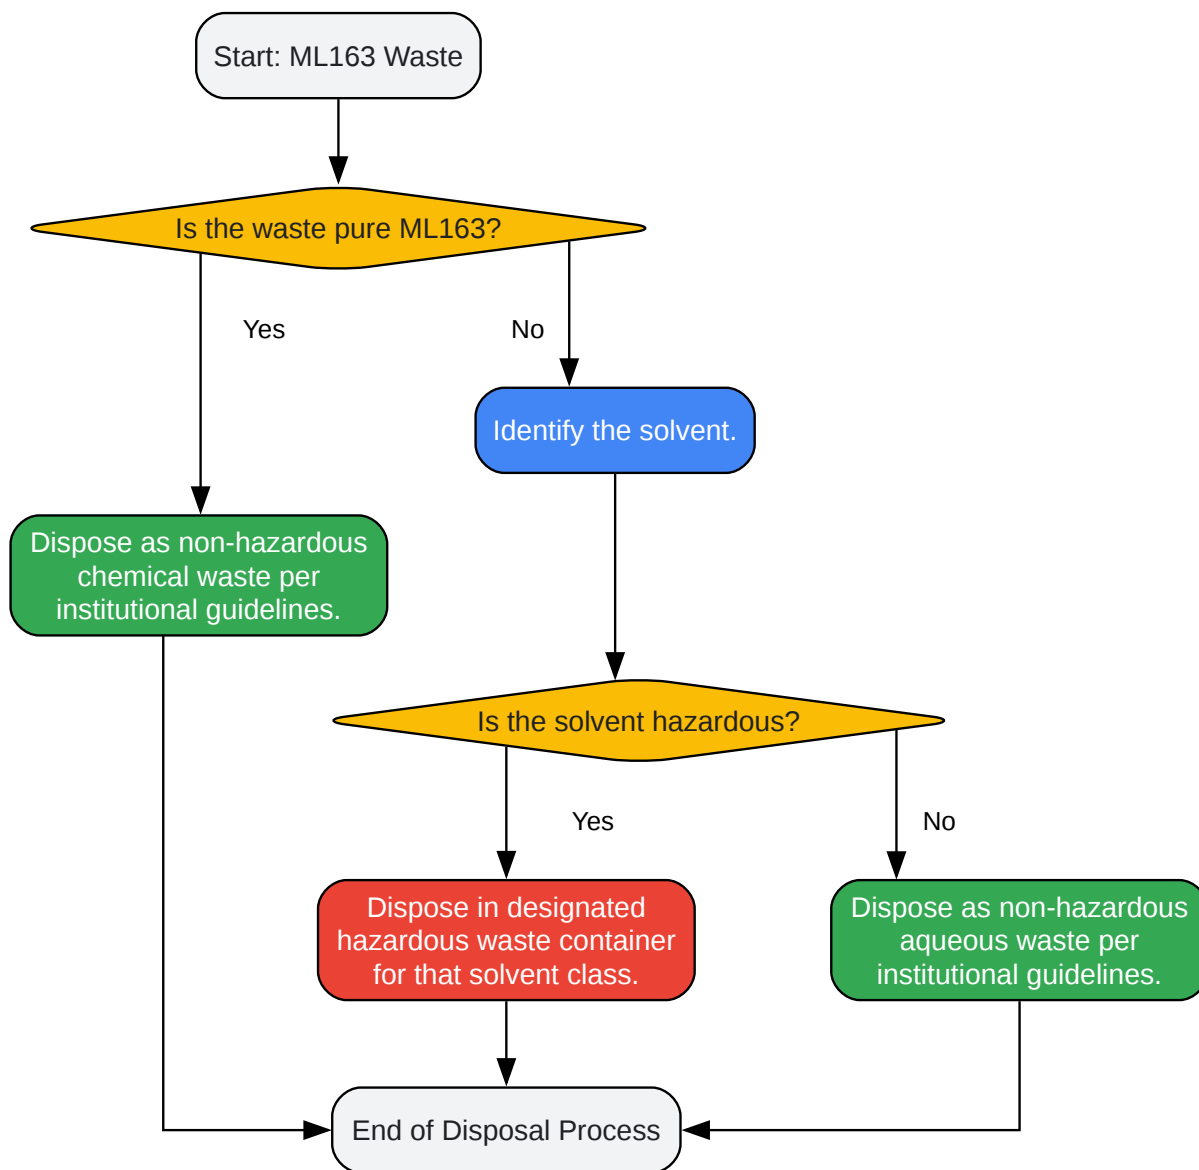 Start: ML163 Waste
Is the waste pure ML163?
Yes
No
Identify the solvent.
Dispose as non-hazardous
chemical waste per
institutional guidelines.
Is the solvent hazardous?
Yes
No
Dispose in designated
hazardous waste container
for that solvent class.
Dispose as non-hazardous
aqueous waste per
institutional guidelines.
End of Disposal Process